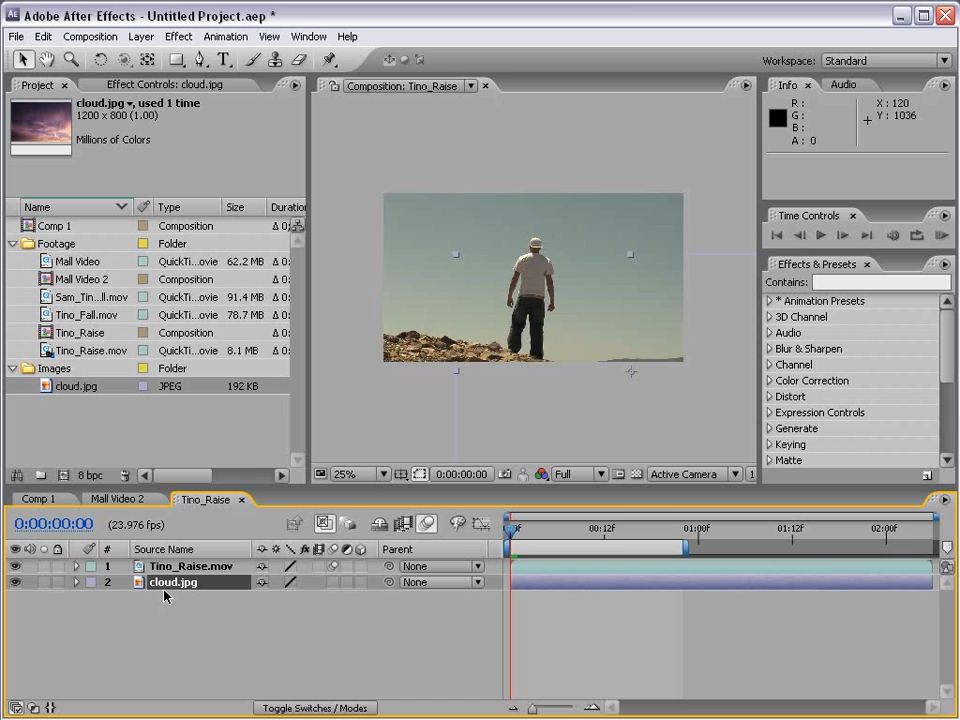 Adobe After Effects - Untitled Project.aep *
File Edit Composition Layer Effect Animation View Window Help
Workspace: Standard
Project Effect Controls: cloud.jpg
cloud.jpg, used 1 time
1200 x 800 (1.00)
Millions of Colors
Name Type Size Duratio
Comp 1 Composition Δ 0:
Footage Folder
Mall Video QuickTi...ovie 62.2 MB Δ 0:
Mall Video 2 Composition Δ 0:
Sam_Tin...ll.mov QuickTi...ovie 91.4 MB Δ 0:
Tino_Fall.mov QuickTi...ovie 78.7 MB Δ 0:
Tino_Raise Composition Δ 0:
Tino_Raise.mov QuickTi...ovie 8.1 MB Δ 0:
Images Folder
cloud.jpg JPEG 192 KB
8 bpc
Composition: Tino_Raise
25% 0:00:00:00 Full Active Camera 1
Info Audio
R : X : 120
G : Y : 1036
B :
A : 0
Time Controls
Effects & Presets
Contains:
* Animation Presets
3D Channel
Audio
Blur & Sharpen
Channel
Color Correction
Distort
Expression Controls
Generate
Keying
Matte
Comp 1 Mall Video 2 Tino_Raise
0:00:00:00 (23.976 fps)
00:12f 01:00f 01:12f 02:00f
# Source Name Parent
1 Tino_Raise.mov None
2 cloud.jpg None
Toggle Switches / Modes